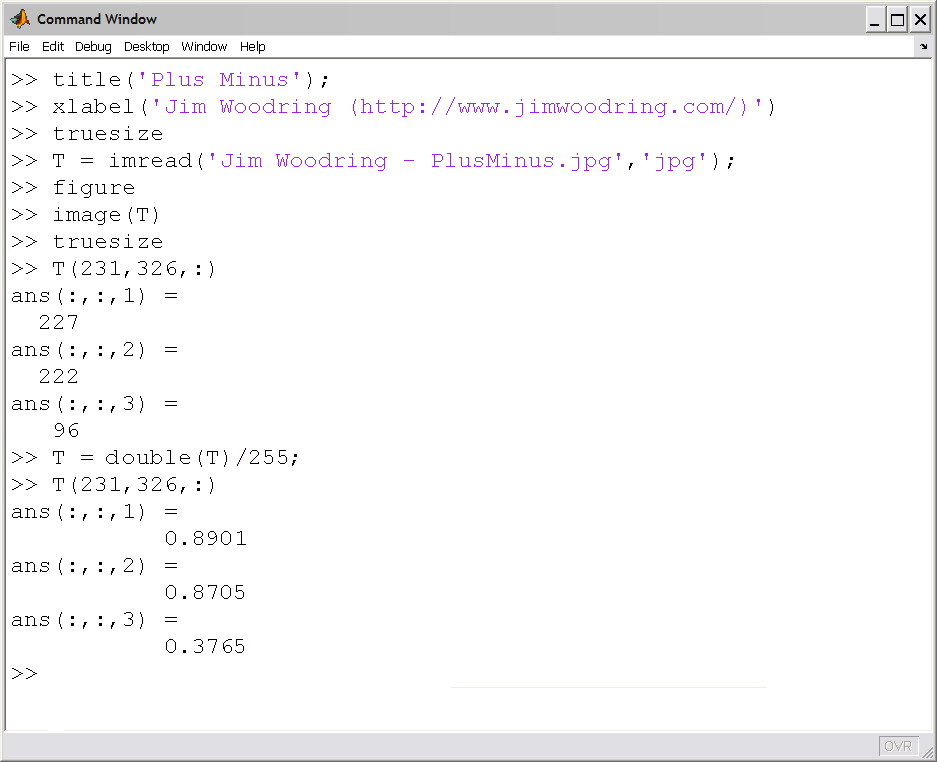 Command Window
File Edit Debug Desktop Window Help
>> title('Plus Minus');
>> xlabel('Jim Woodring (http://www.jimwoodring.com/)')
>> truesize
>> T = imread('Jim Woodring - PlusMinus.jpg','jpg');
>> figure
>> image(T)
>> truesize
>> T(231,326,:)
ans(:,:,1) =
227
ans(:,:,2) =
222
ans(:,:,3) =
96
>> T = double(T)/255;
>> T(231,326,:)
ans(:,:,1) =
0.8901
ans(:,:,2) =
0.8705
ans(:,:,3) =
0.3765
>>
OVR